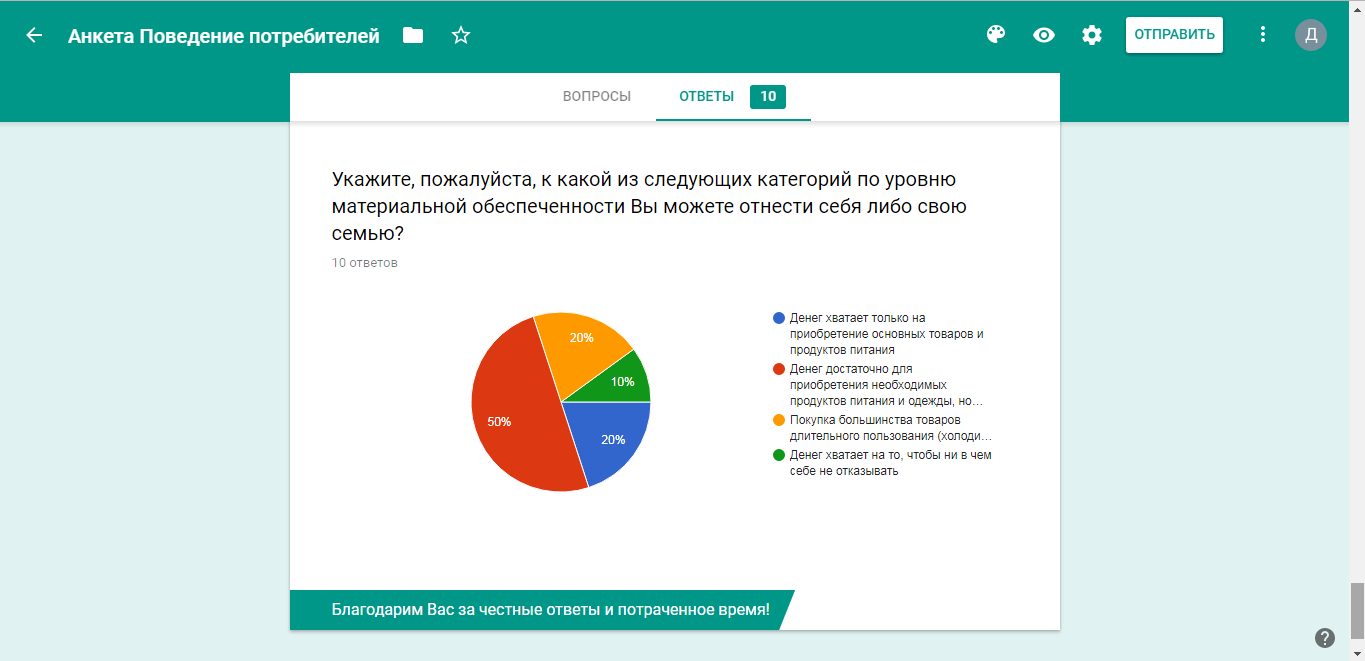 Анкета Поведение потребителей
ОТПРАВИТЬ
Д
ВОПРОСЫ
ОТВЕТЫ
10
Укажите, пожалуйста, к какой из следующих категорий по уровню
материальной обеспеченности Вы можете отнести себя либо свою
семью?
10 ответов
20%
10%
50%
20%
Денег хватает только на
приобретение основных товаров и
продуктов питания
Денег достаточно для
приобретения необходимых
продуктов питания и одежды, но…
Покупка большинства товаров
длительного пользования (холоди…
Денег хватает на то, чтобы ни в чем
себе не отказывать
Благодарим Вас за честные ответы и потраченное время!
?